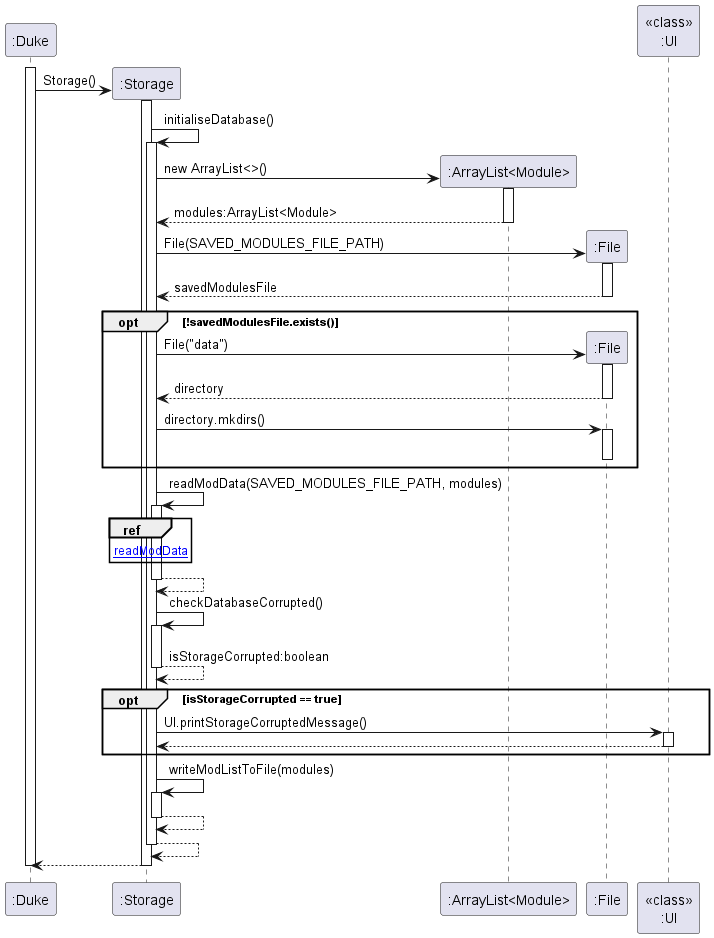 «class»
:Duke
:UI
Storage()
:Storage
initialiseDatabase()
new ArrayList<>()
:ArrayList<Module>
modules:ArrayList<Module>
File(SAVED_MODULES_FILE_PATH)
:File
savedModulesFile
opt
[!savedModulesFile.exists()]
File("data")
:File
directory
directory.mkdirs()
readModData(SAVED_MODULES_FILE_PATH, modules)
ref
readModData
checkDatabaseCorrupted()
isStorageCorrupted:boolean
opt
[isStorageCorrupted == true]
UI.printStorageCorruptedMessage()
writeModListToFile(modules)
:Duke
:Storage
:ArrayList<Module>
:File
«class»
:UI